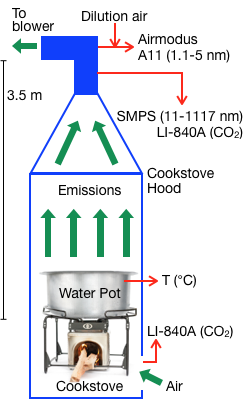 To
blower
Dilution air
Airmodus
A11 (1.1-5 nm)
3.5 m
SMPS (11-1117 nm)
LI-840A (CO₂)
Cookstove
Hood
Emissions
T (°C)
Water Pot
LI-840A (CO₂)
Cookstove
Air